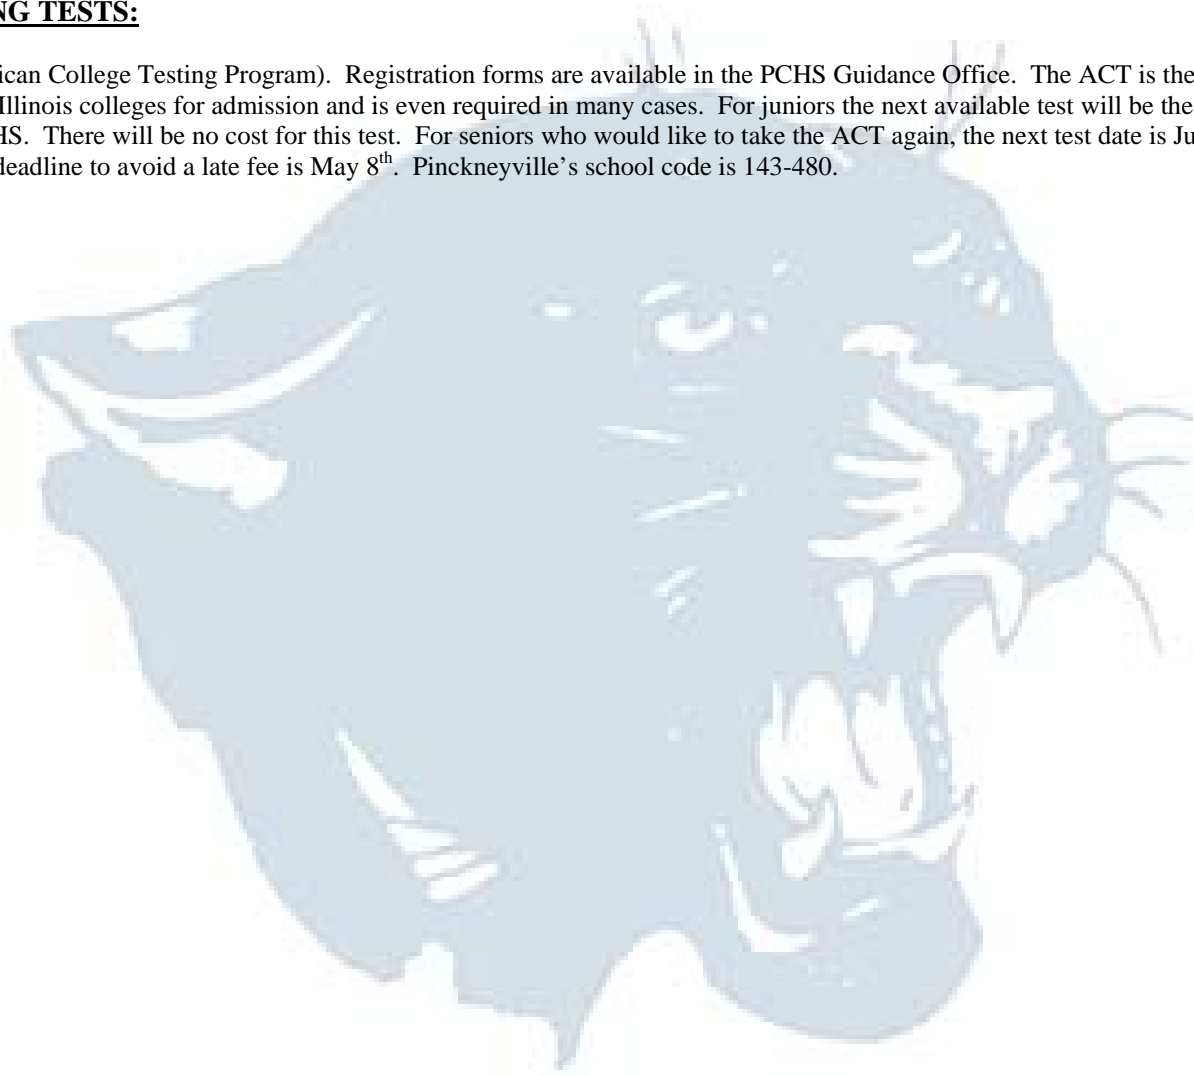 NG TESTS:
ican College Testing Program). Registration forms are available in the PCHS Guidance Office. The ACT is the
Illinois colleges for admission and is even required in many cases. For juniors the next available test will be the
HS. There will be no cost for this test. For seniors who would like to take the ACT again, the next test date is Ju
deadline to avoid a late fee is May 8th. Pinckneyville’s school code is 143-480.